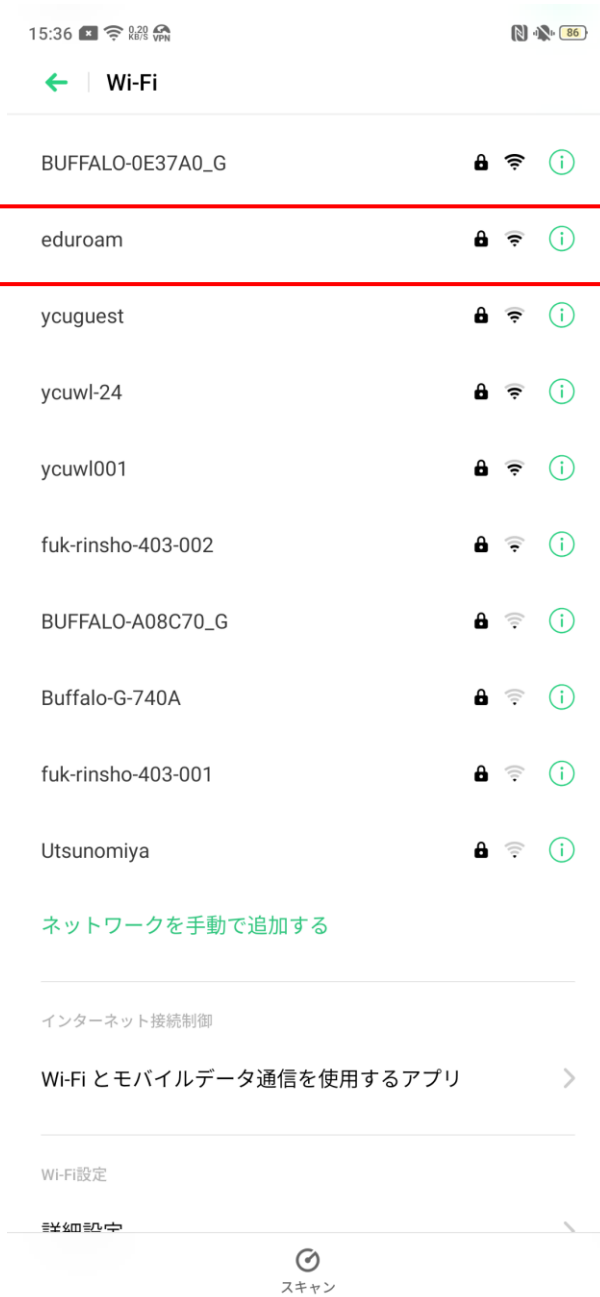 15:36 0.20 KB/S VPN 86
Wi-Fi
BUFFALO-0E37A0_G
eduroam
ycuguest
ycuwl-24
ycuwl001
fuk-rinsho-403-002
BUFFALO-A08C70_G
Buffalo-G-740A
fuk-rinsho-403-001
Utsunomiya
ネットワークを手動で追加する
インターネット接続制御
Wi-Fi とモバイルデータ通信を使用するアプリ
Wi-Fi設定
詳細設定
スキャン